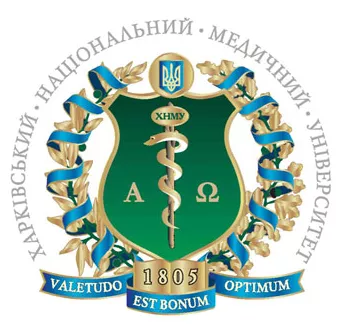 ХАРКІВСЬКИЙ · НАЦІОНАЛЬНИЙ · МЕДИЧНИЙ · УНІВЕРСИТЕТ
ХНМУ
Α Ω
1805
VALETUDO EST BONUM OPTIMUM